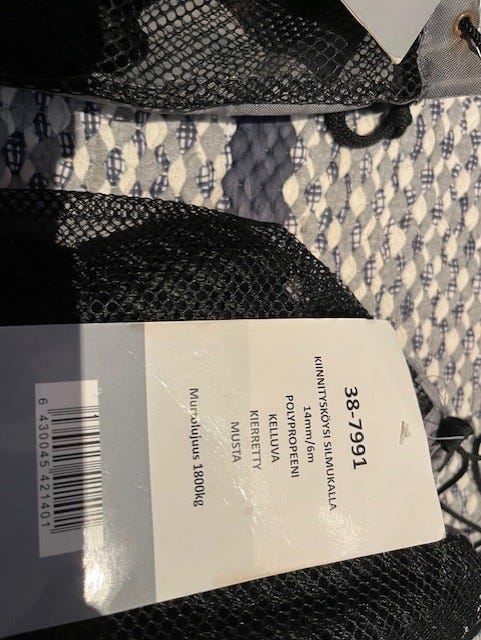 38-7991
KIINNITYSKÖYSI SILMUKALLA
14mm/6m
POLYPROPEENI
KELLUVA
KIERRETTY
MUSTA
Murtolujuus 1800kg
6 430045 421401